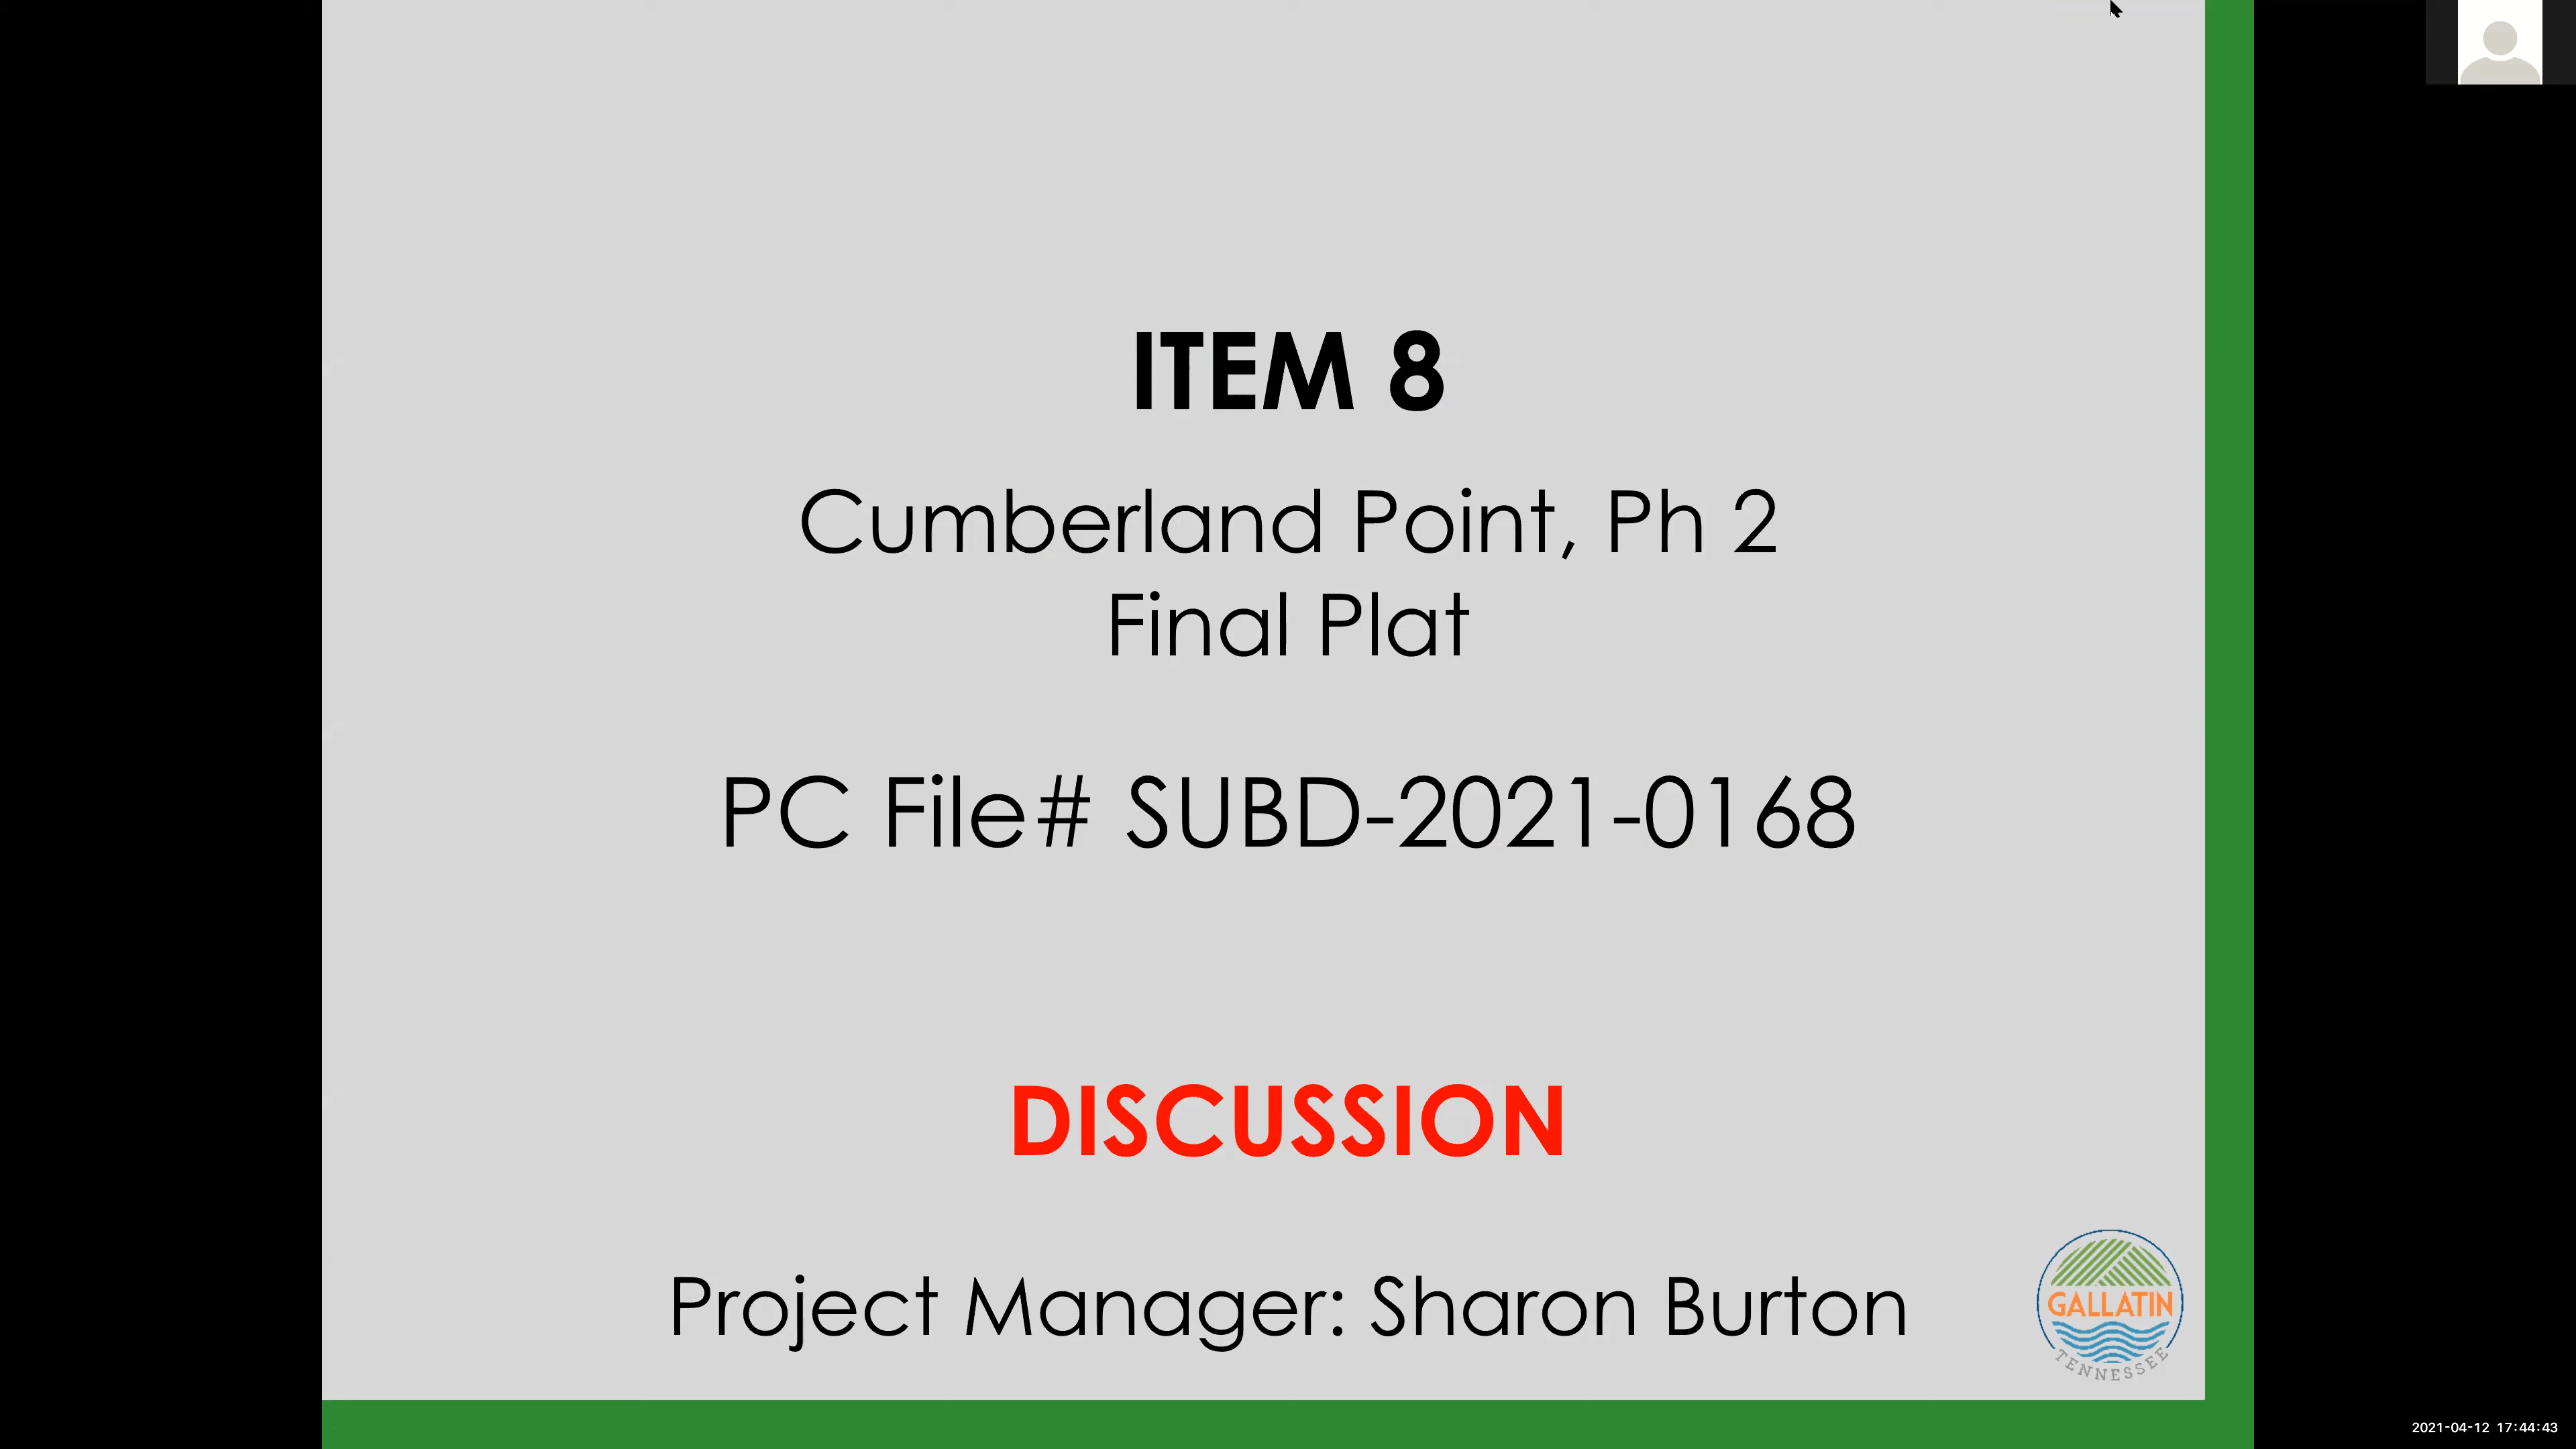 ITEM 8
Cumberland Point, Ph 2
Final Plat
PC File# SUBD-2021-0168
DISCUSSION
Project Manager: Sharon Burton
GALLATIN
TENNESSEE
2021-04-12 17:44:43